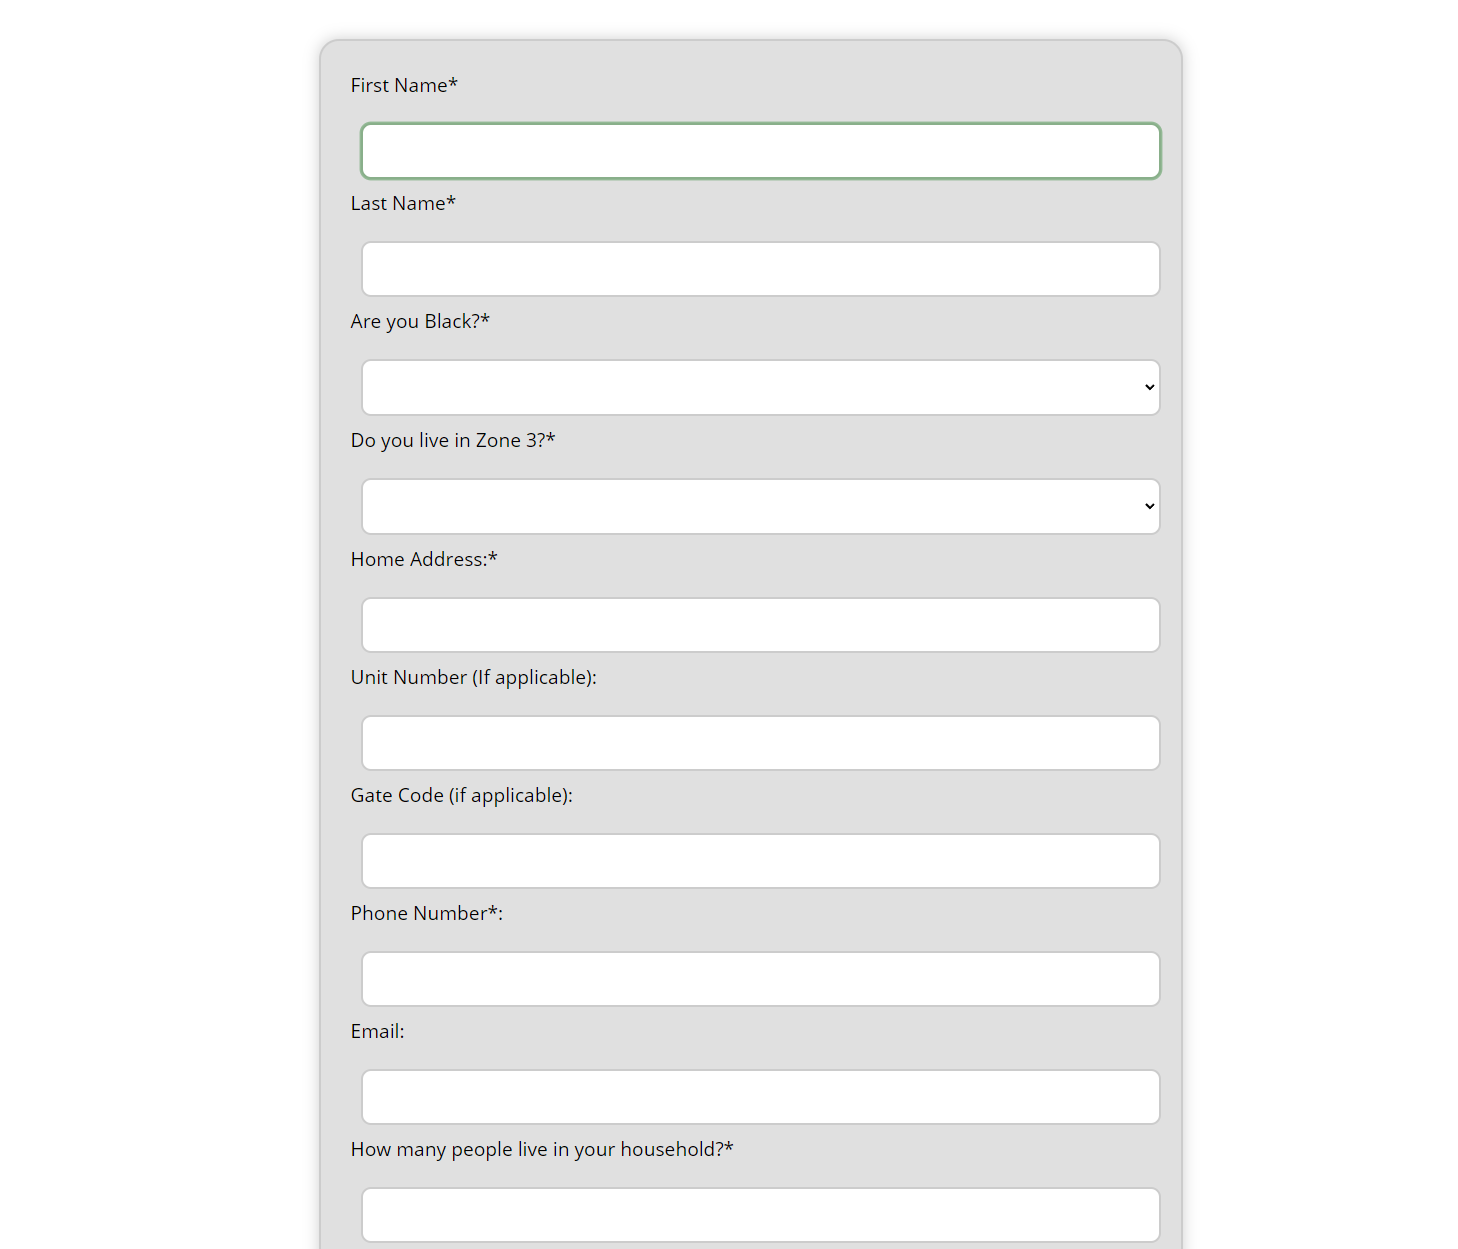 First Name*
Last Name*
Are you Black?*
Do you live in Zone 3?*
Home Address:*
Unit Number (If applicable):
Gate Code (if applicable):
Phone Number*:
Email:
How many people live in your household?*